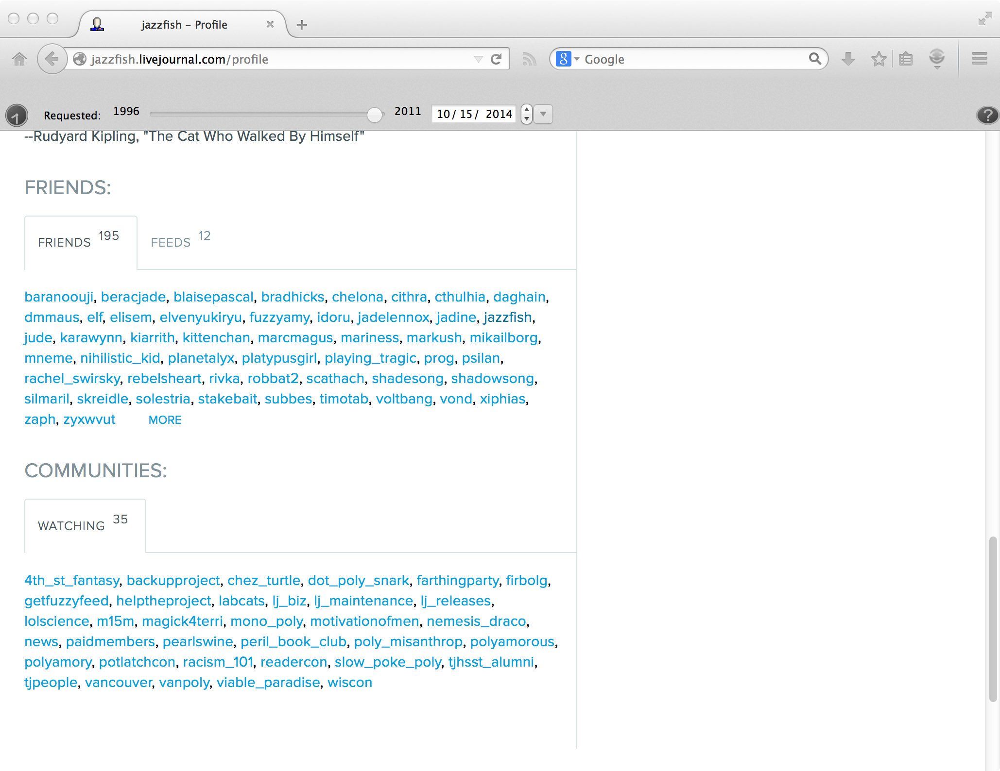 jazzfish – Profile
jazzfish.livejournal.com/profile
Google
Requested: 1996 2011 10/ 15/ 2014
--Rudyard Kipling, "The Cat Who Walked By Himself"
FRIENDS:
FRIENDS 195 FEEDS 12
baranoouji, beracjade, blaisepascal, bradhicks, chelona, cithra, cthulhia, daghain,
dmmaus, elf, elisem, elvenyukiryu, fuzzyamy, idoru, jadelennox, jadine, jazzfish,
jude, karawynn, kiarrith, kittenchan, marcmagus, mariness, markush, mikailborg,
mneme, nihilistic_kid, planetalyx, platypusgirl, playing_tragic, prog, psilan,
rachel_swirsky, rebelsheart, rivka, robbat2, scathach, shadesong, shadowsong,
silmaril, skreidle, solestria, stakebait, subbes, timotab, voltbang, vond, xiphias,
zaph, zyxwvut MORE
COMMUNITIES:
WATCHING 35
4th_st_fantasy, backupproject, chez_turtle, dot_poly_snark, farthingparty, firbolg,
getfuzzyfeed, helptheproject, labcats, lj_biz, lj_maintenance, lj_releases,
lolscience, m15m, magick4terri, mono_poly, motivationofmen, nemesis_draco,
news, paidmembers, pearlswine, peril_book_club, poly_misanthrop, polyamorous,
polyamory, potlatchcon, racism_101, readercon, slow_poke_poly, tjhsst_alumni,
tjpeople, vancouver, vanpoly, viable_paradise, wiscon